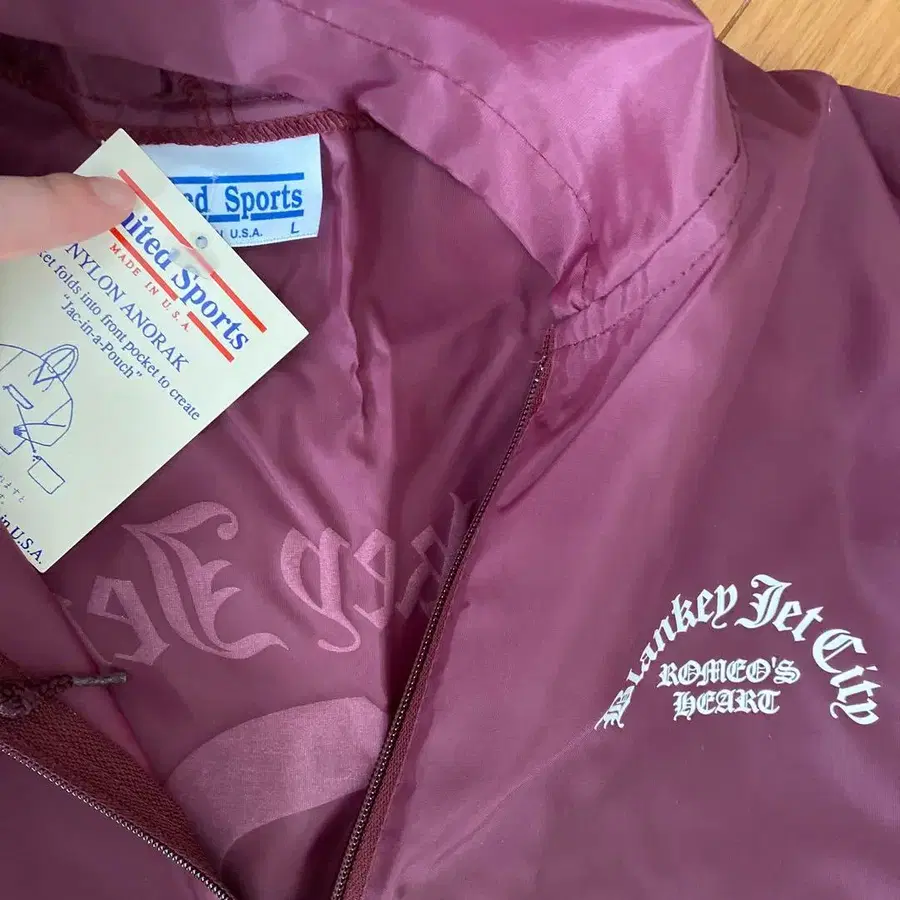 ed Sports
U.S.A. L
nited Sports
MADE IN U.S.A.
NYLON ANORAK
ket folds into front pocket to create
"Jac-in-a-Pouch"
in U.S.A.
Blankey Jet City
ROMEO'S
HEART